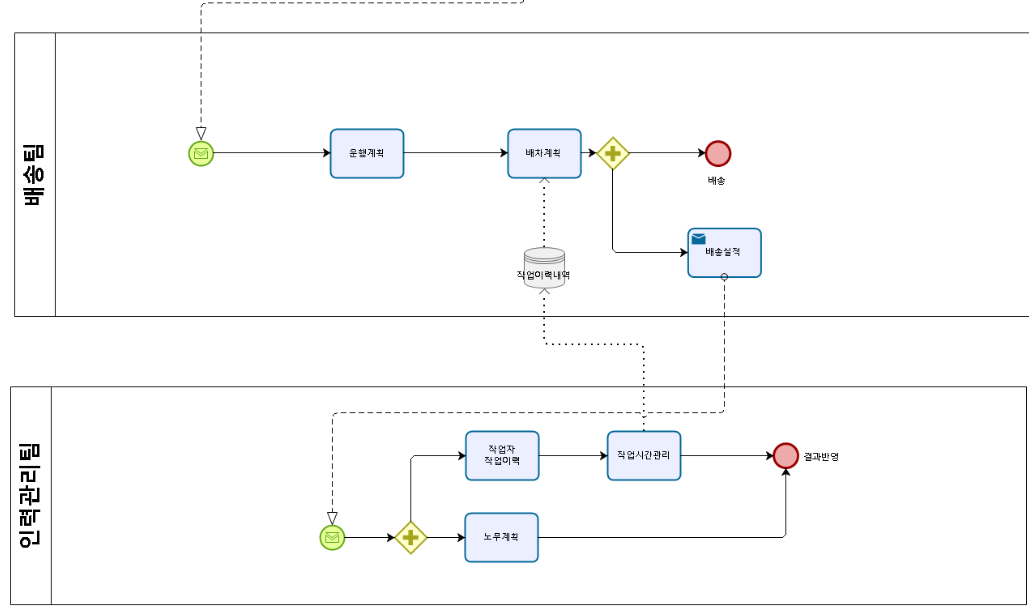 배송팀
운행계획
배차계획
배송
배송실적
작업이력내역
인력관리팀
작업자
작업이력
작업시간관리
결과반영
노무계획